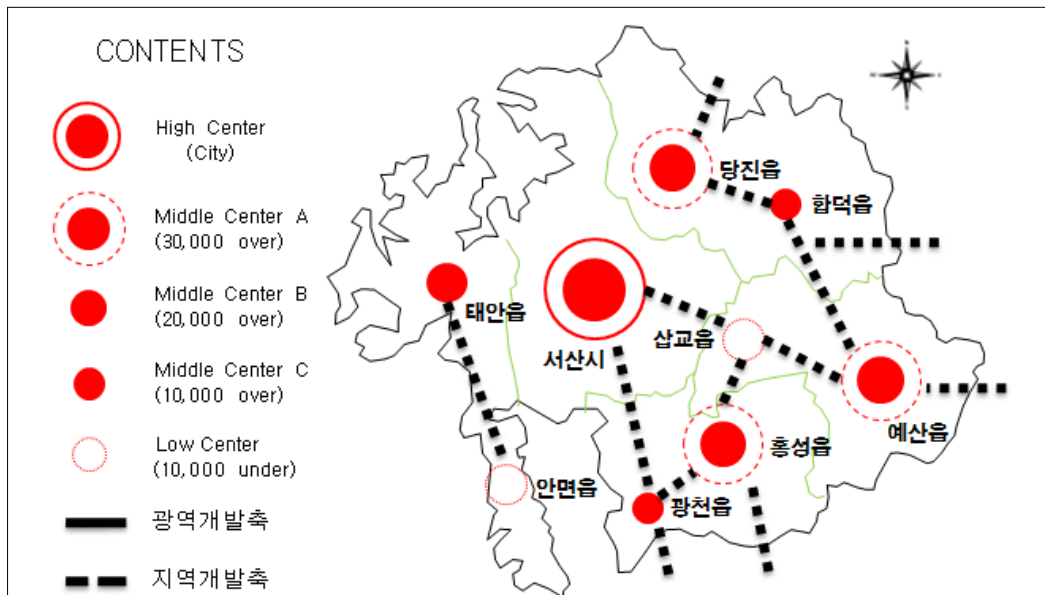 CONTENTS
High Center
(City)
Middle Center A
(30,000 over)
Middle Center B
(20,000 over)
Middle Center C
(10,000 over)
Low Center
(10,000 under)
광역개발축
지역개발축
당진읍
합덕읍
태안읍
서산시
삽교읍
예산읍
홍성읍
안면읍
광천읍